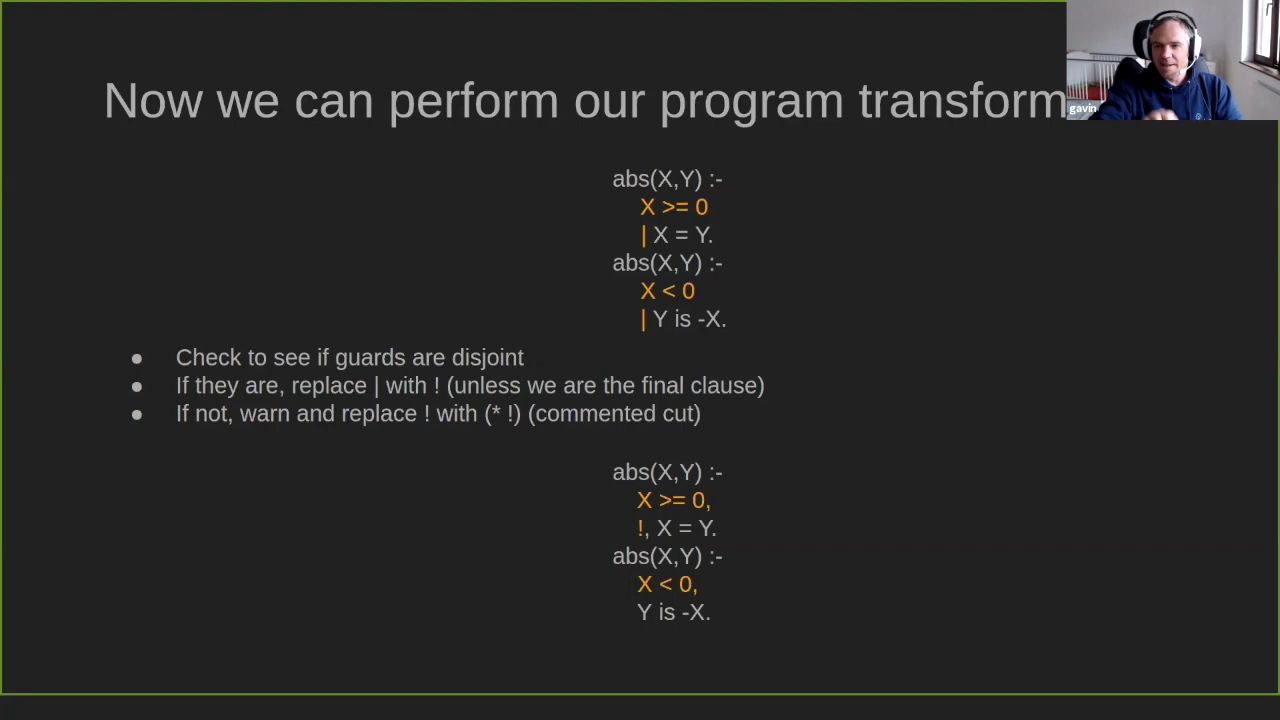 Now we can perform our program transform
gavin
abs(X,Y) :-
X >= 0
| X = Y.
abs(X,Y) :-
X < 0
| Y is -X.
● Check to see if guards are disjoint
● If they are, replace | with ! (unless we are the final clause)
● If not, warn and replace ! with (* !) (commented cut)
abs(X,Y) :-
X >= 0,
!, X = Y.
abs(X,Y) :-
X < 0,
Y is -X.